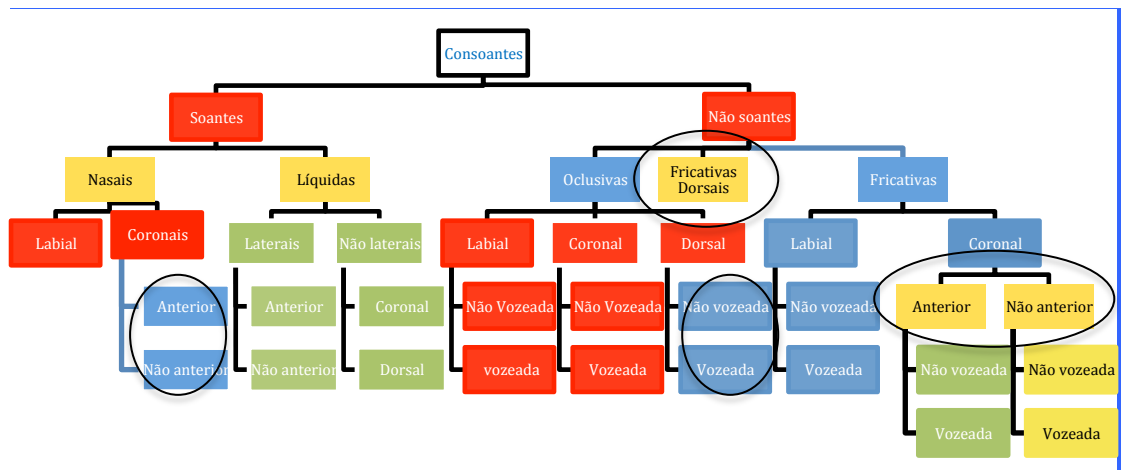 Consoantes
Soantes
Não soantes
Nasais
Líquidas
Oclusivas
Fricativas
Dorsais
Fricativas
Labial
Coronais
Laterais
Não laterais
Labial
Coronal
Dorsal
Labial
Coronal
Anterior
Anterior
Coronal
Não Vozeada
Não Vozeada
Não vozeada
Não vozeada
Anterior
Não anterior
Não anterior
Não anterior
Dorsal
vozeada
Vozeada
Vozeada
Vozeada
Não vozeada
Não vozeada
Vozeada
Vozeada